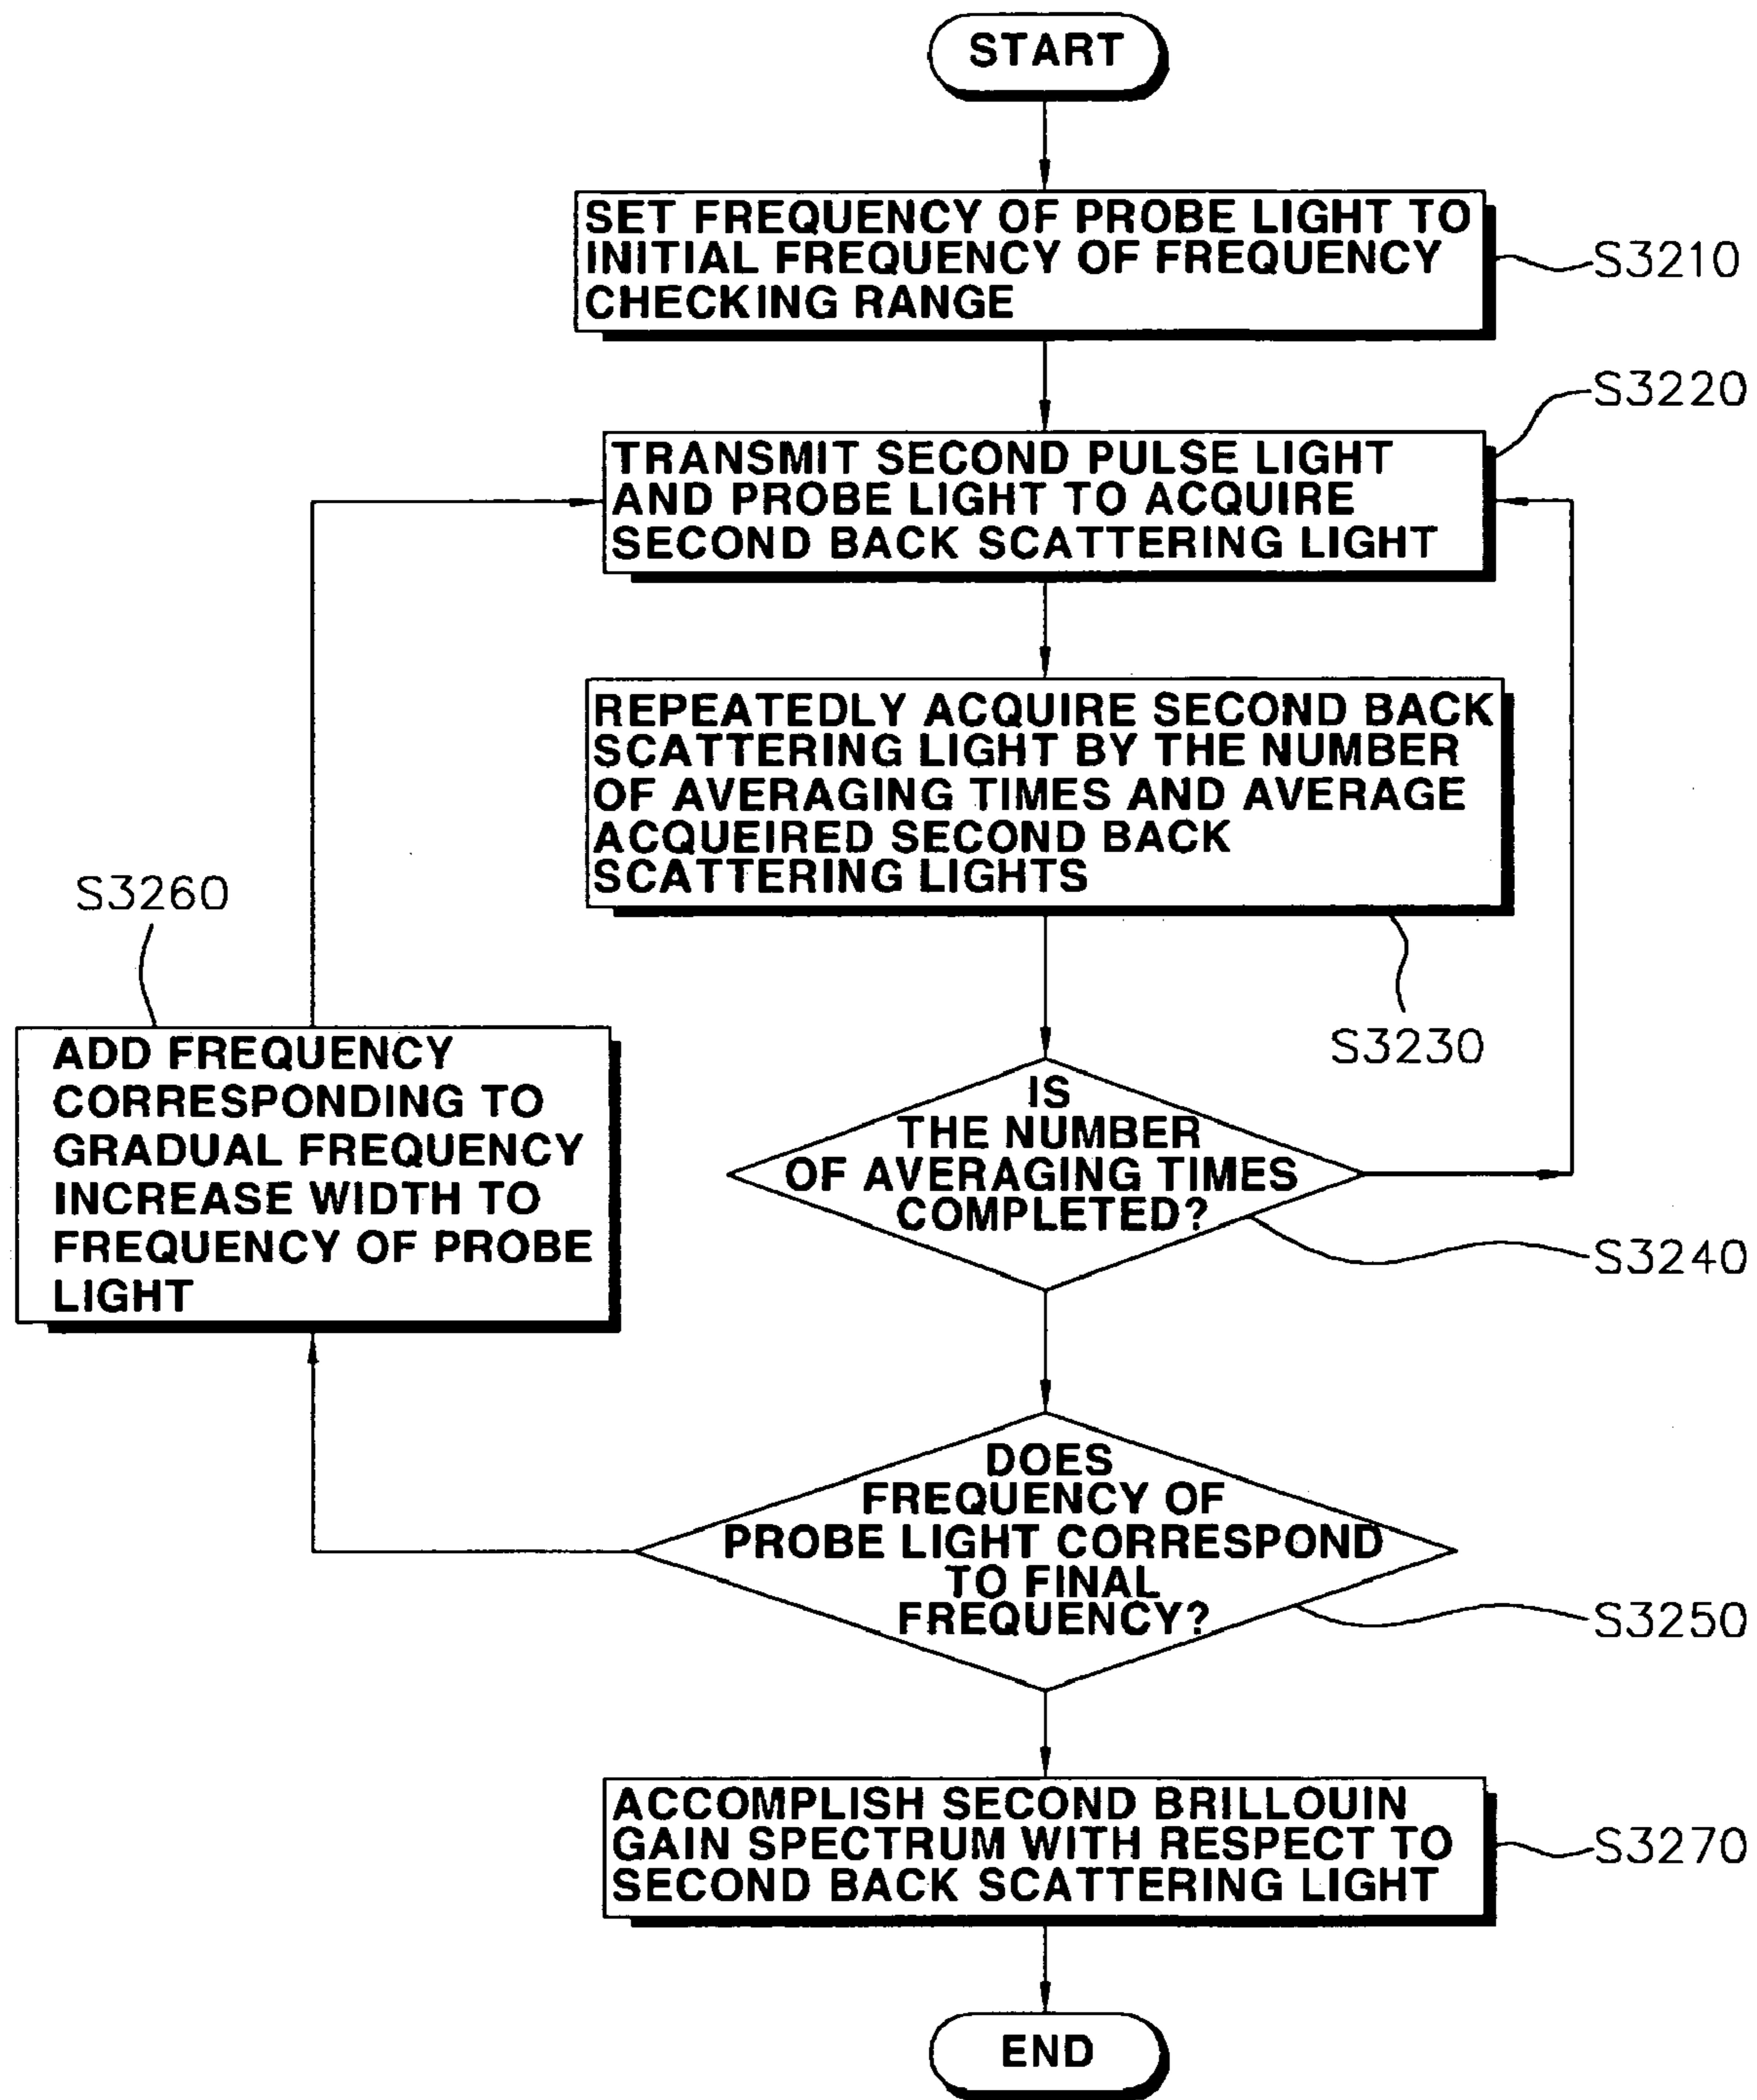 START
SET FREQUENCY OF PROBE LIGHT TO
INITIAL FREQUENCY OF FREQUENCY
CHECKING RANGE
S3210
S3220
TRANSMIT SECOND PULSE LIGHT
AND PROBE LIGHT TO ACQUIRE
SECOND BACK SCATTERING LIGHT
REPEATEDLY ACQUIRE SECOND BACK
SCATTERING LIGHT BY THE NUMBER
OF AVERAGING TIMES AND AVERAGE
ACQUEIRED SECOND BACK
SCATTERING LIGHTS
S3230
S3260
ADD FREQUENCY
CORRESPONDING TO
GRADUAL FREQUENCY
INCREASE WIDTH TO
FREQUENCY OF PROBE
LIGHT
IS
THE NUMBER
OF AVERAGING TIMES
COMPLETED?
S3240
DOES
FREQUENCY OF
PROBE LIGHT CORRESPOND
TO FINAL
FREQUENCY?
S3250
ACCOMPLISH SECOND BRILLOUIN
GAIN SPECTRUM WITH RESPECT TO
SECOND BACK SCATTERING LIGHT
S3270
END